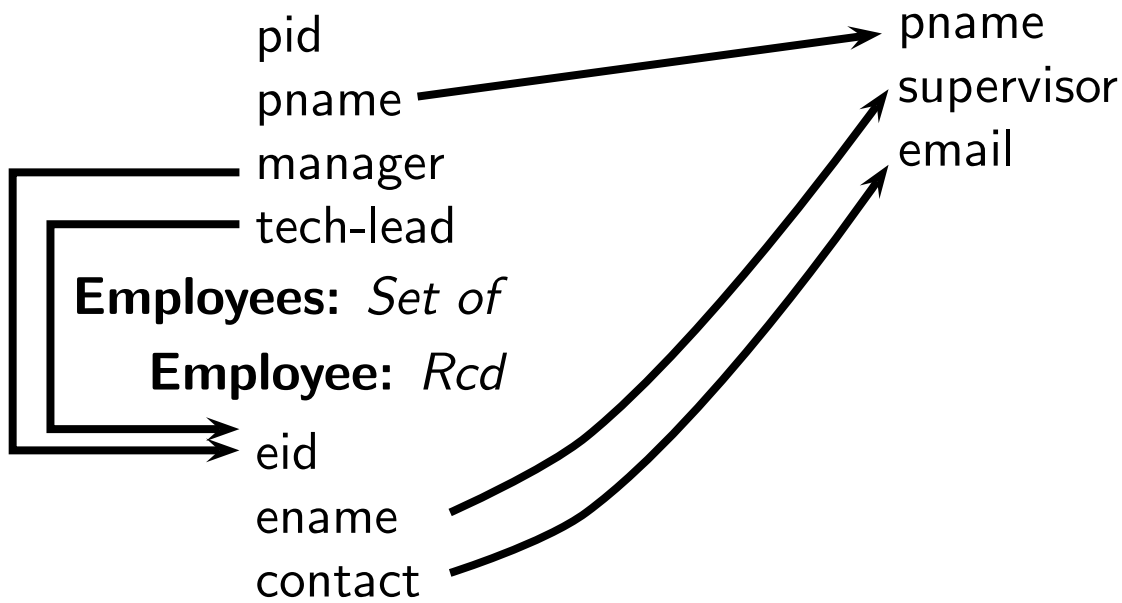 pid
pname
manager
tech-lead
Employees: Set of
Employee: Rcd
eid
ename
contact
pname
supervisor
email